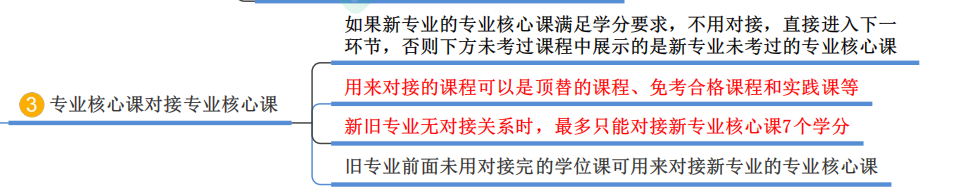 如果新专业的专业核心课满足学分要求，不用对接，直接进入下一
环节，否则下方未考过课程中展示的是新专业未考过的专业核心课
用来对接的课程可以是顶替的课程、免考合格课程和实践课等
3 专业核心课对接专业核心课
新旧专业无对接关系时，最多只能对接新专业核心课7个学分
旧专业前面未用对接完的学位课可用来对接新专业的专业核心课